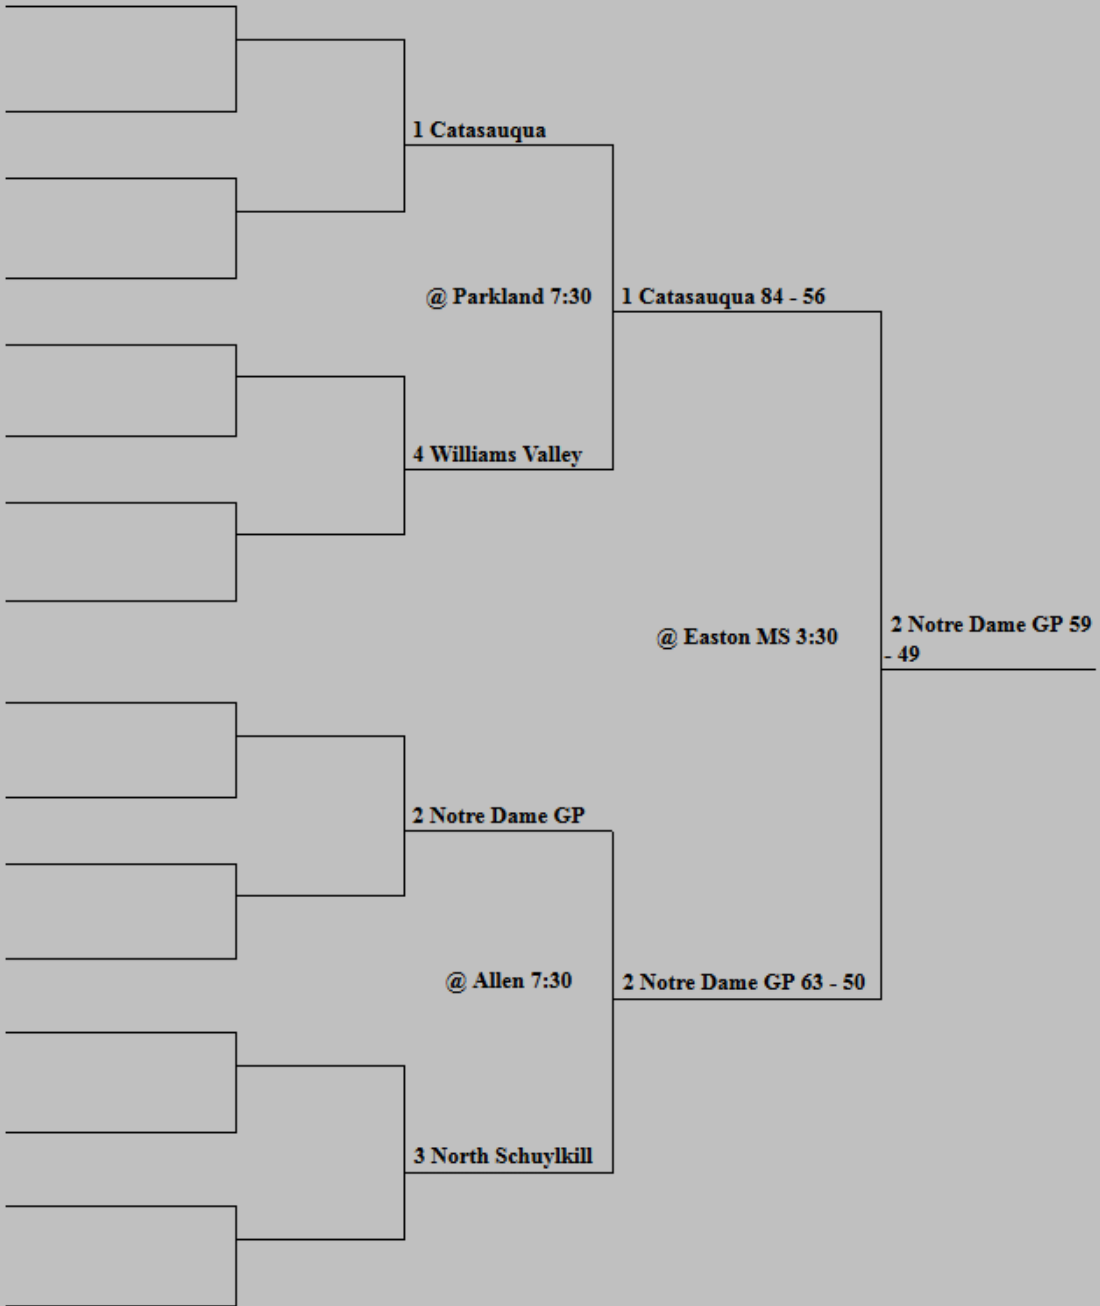 1 Catasauqua
@ Parkland 7:30
1 Catasauqua 84 - 56
4 Williams Valley
@ Easton MS 3:30
2 Notre Dame GP 59
- 49
2 Notre Dame GP
@ Allen 7:30
2 Notre Dame GP 63 - 50
3 North Schuylkill